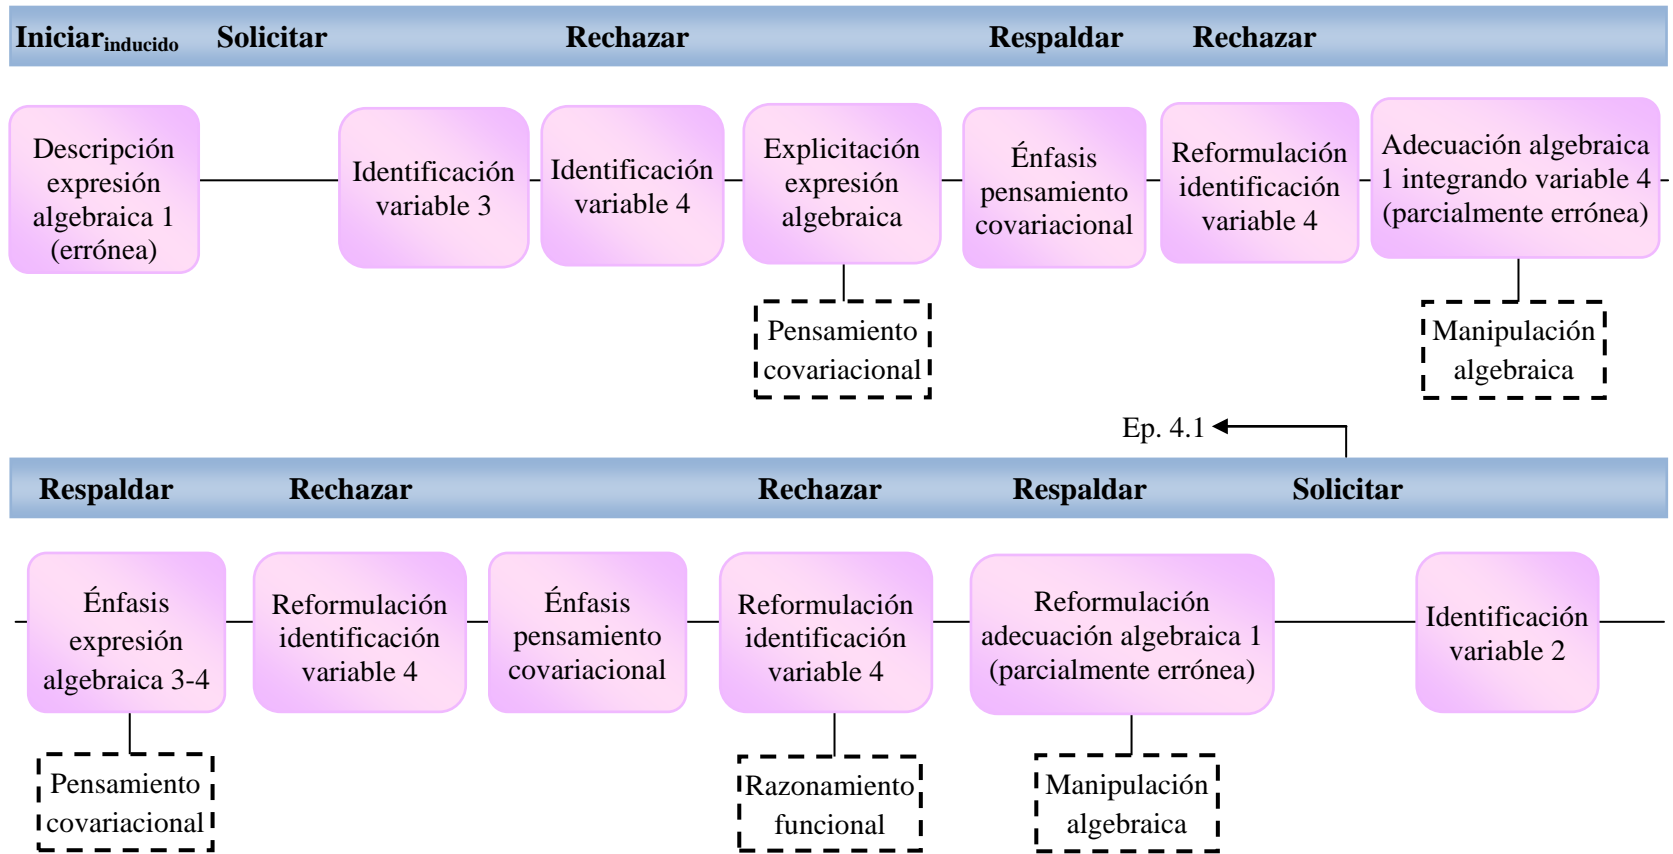 Iniciarinducido Solicitar Rechazar Respaldar Rechazar
Descripción
expresión
algebraica 1
(errónea)
Identificación
variable 3
Identificación
variable 4
Explicitación
expresión
algebraica
Énfasis
pensamiento
covariacional
Reformulación
identificación
variable 4
Adecuación algebraica
1 integrando variable 4
(parcialmente errónea)
Pensamiento
covariacional
Manipulación
algebraica
Ep. 4.1
Respaldar Rechazar Rechazar Respaldar Solicitar
Énfasis
expresión
algebraica 3-4
Reformulación
identificación
variable 4
Énfasis
pensamiento
covariacional
Reformulación
identificación
variable 4
Reformulación
adecuación algebraica 1
(parcialmente errónea)
Identificación
variable 2
Pensamiento
covariacional
Razonamiento
funcional
Manipulación
algebraica